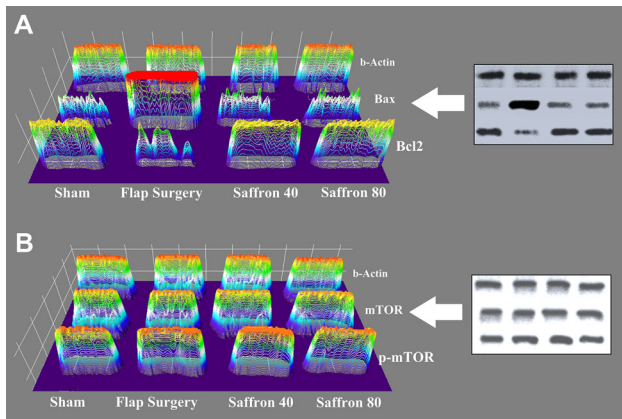 A
b-Actin
Bax
Bcl2
Sham Flap Surgery Saffron 40 Saffron 80
B
b-Actin
mTOR
p-mTOR
Sham Flap Surgery Saffron 40 Saffron 80